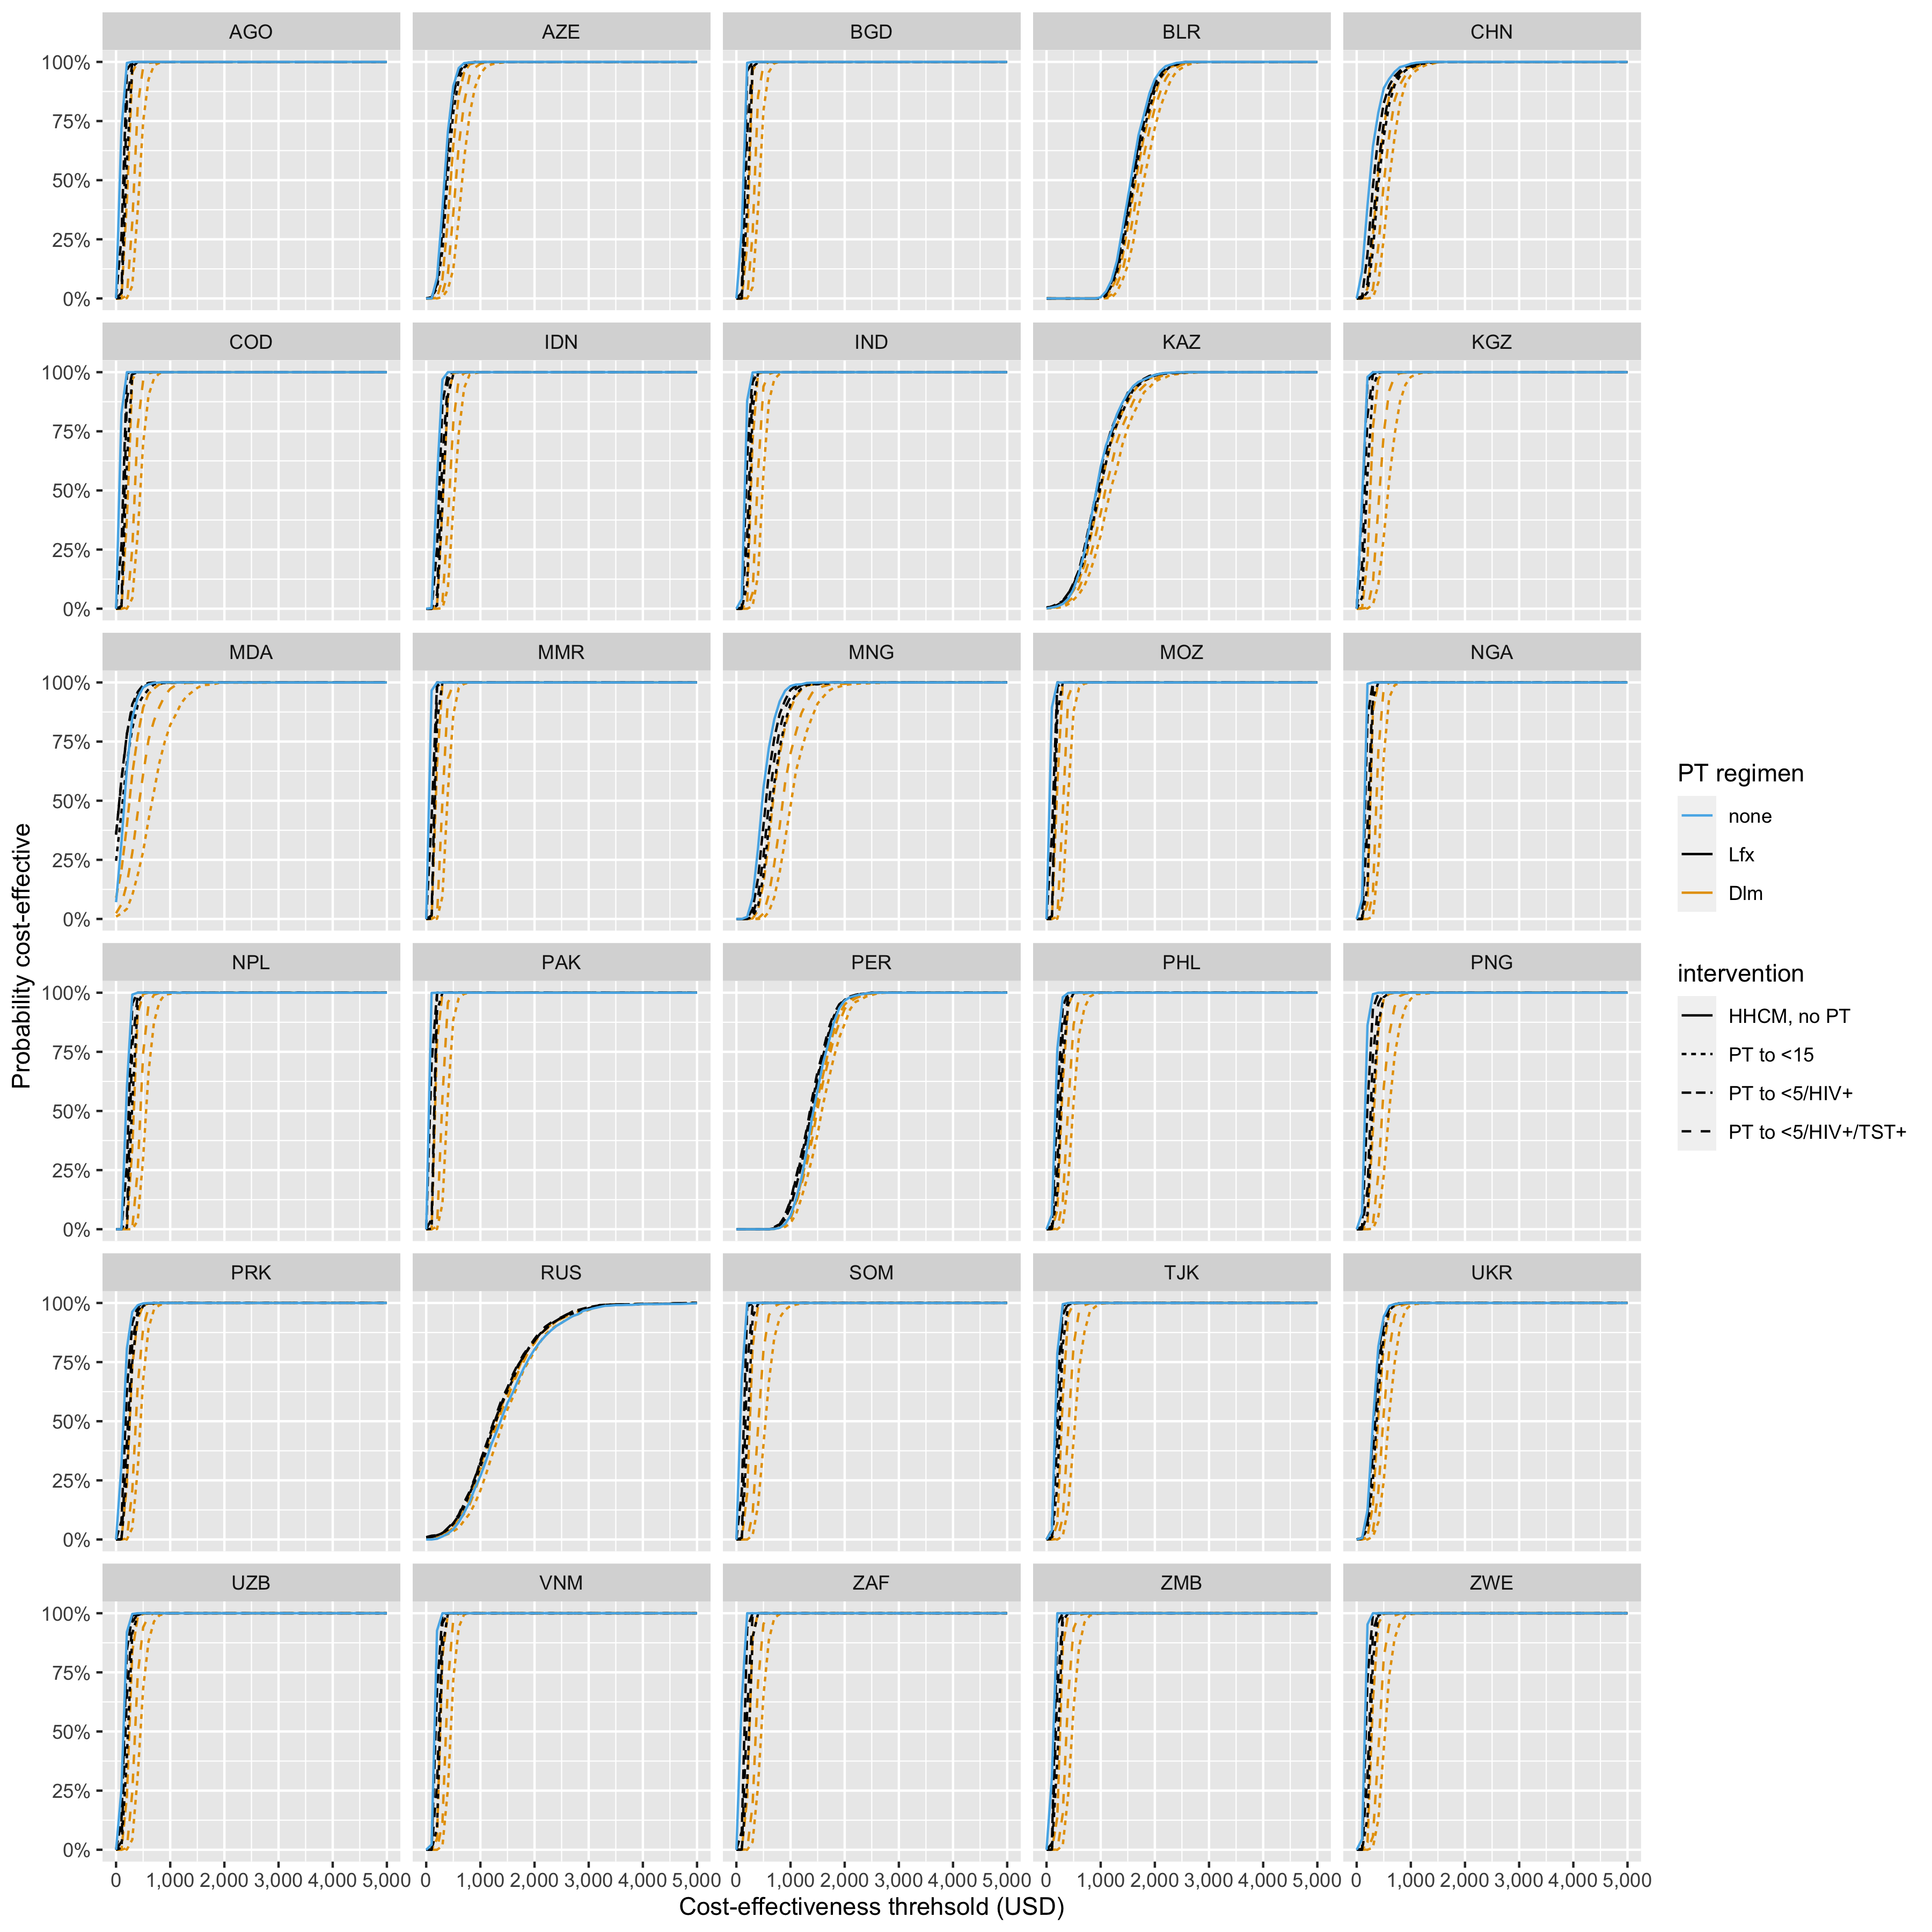 AGO AZE BGD BLR CHN
100%
75%
50%
25%
0%
COD IDN IND KAZ KGZ
100%
75%
50%
25%
0%
MDA MMR MNG MOZ NGA
100%
75%
50%
25%
0%
NPL PAK PER PHL PNG
100%
75%
50%
25%
0%
PRK RUS SOM TJK UKR
100%
75%
50%
25%
0%
UZB VNM ZAF ZMB ZWE
100%
75%
50%
25%
0%
0 1,000 2,000 3,000 4,000 5,000 0 1,000 2,000 3,000 4,000 5,000 0 1,000 2,000 3,000 4,000 5,000 0 1,000 2,000 3,000 4,000 5,000 0 1,000 2,000 3,000 4,000 5,000
Cost-effectiveness threhsold (USD)
Probability cost-effective
PT regimen
none
Lfx
Dlm
intervention
HHCM, no PT
PT to <15
PT to <5/HIV+
PT to <5/HIV+/TST+